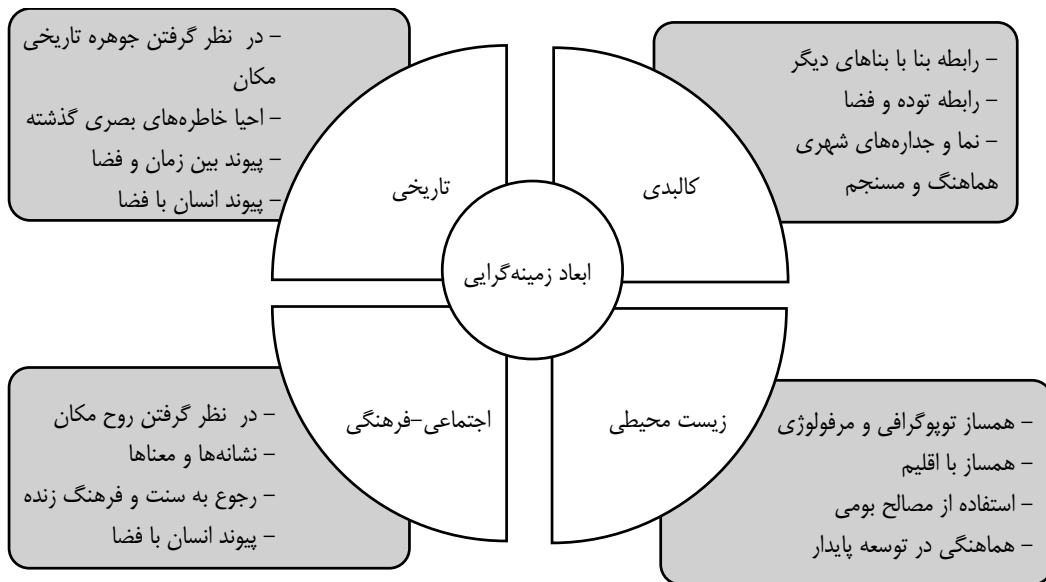 – رابطه بنا با بناهای دیگر
– رابطه توده و فضا
– نما و جداره‌های شهری
هماهنگ و مسنجم
– در  نظر گرفتن جوهره تاریخی
مکان
– احیا خاطره‌های بصری گذشته
– پیوند بین زمان و فضا
– پیوند انسان با فضا
کالبدی
تاریخی
ابعاد زمینه‌گرایی
زیست محیطی
اجتماعی–فرهنگی
– همساز توپوگرافی و مرفولوژی
– همساز با اقلیم
– استفاده از مصالح بومی
– هماهنگی در توسعه پایدار
– در  نظر گرفتن روح مکان
– نشانه‌ها و معناها
– رجوع به سنت و فرهنگ زنده
– پیوند انسان با فضا